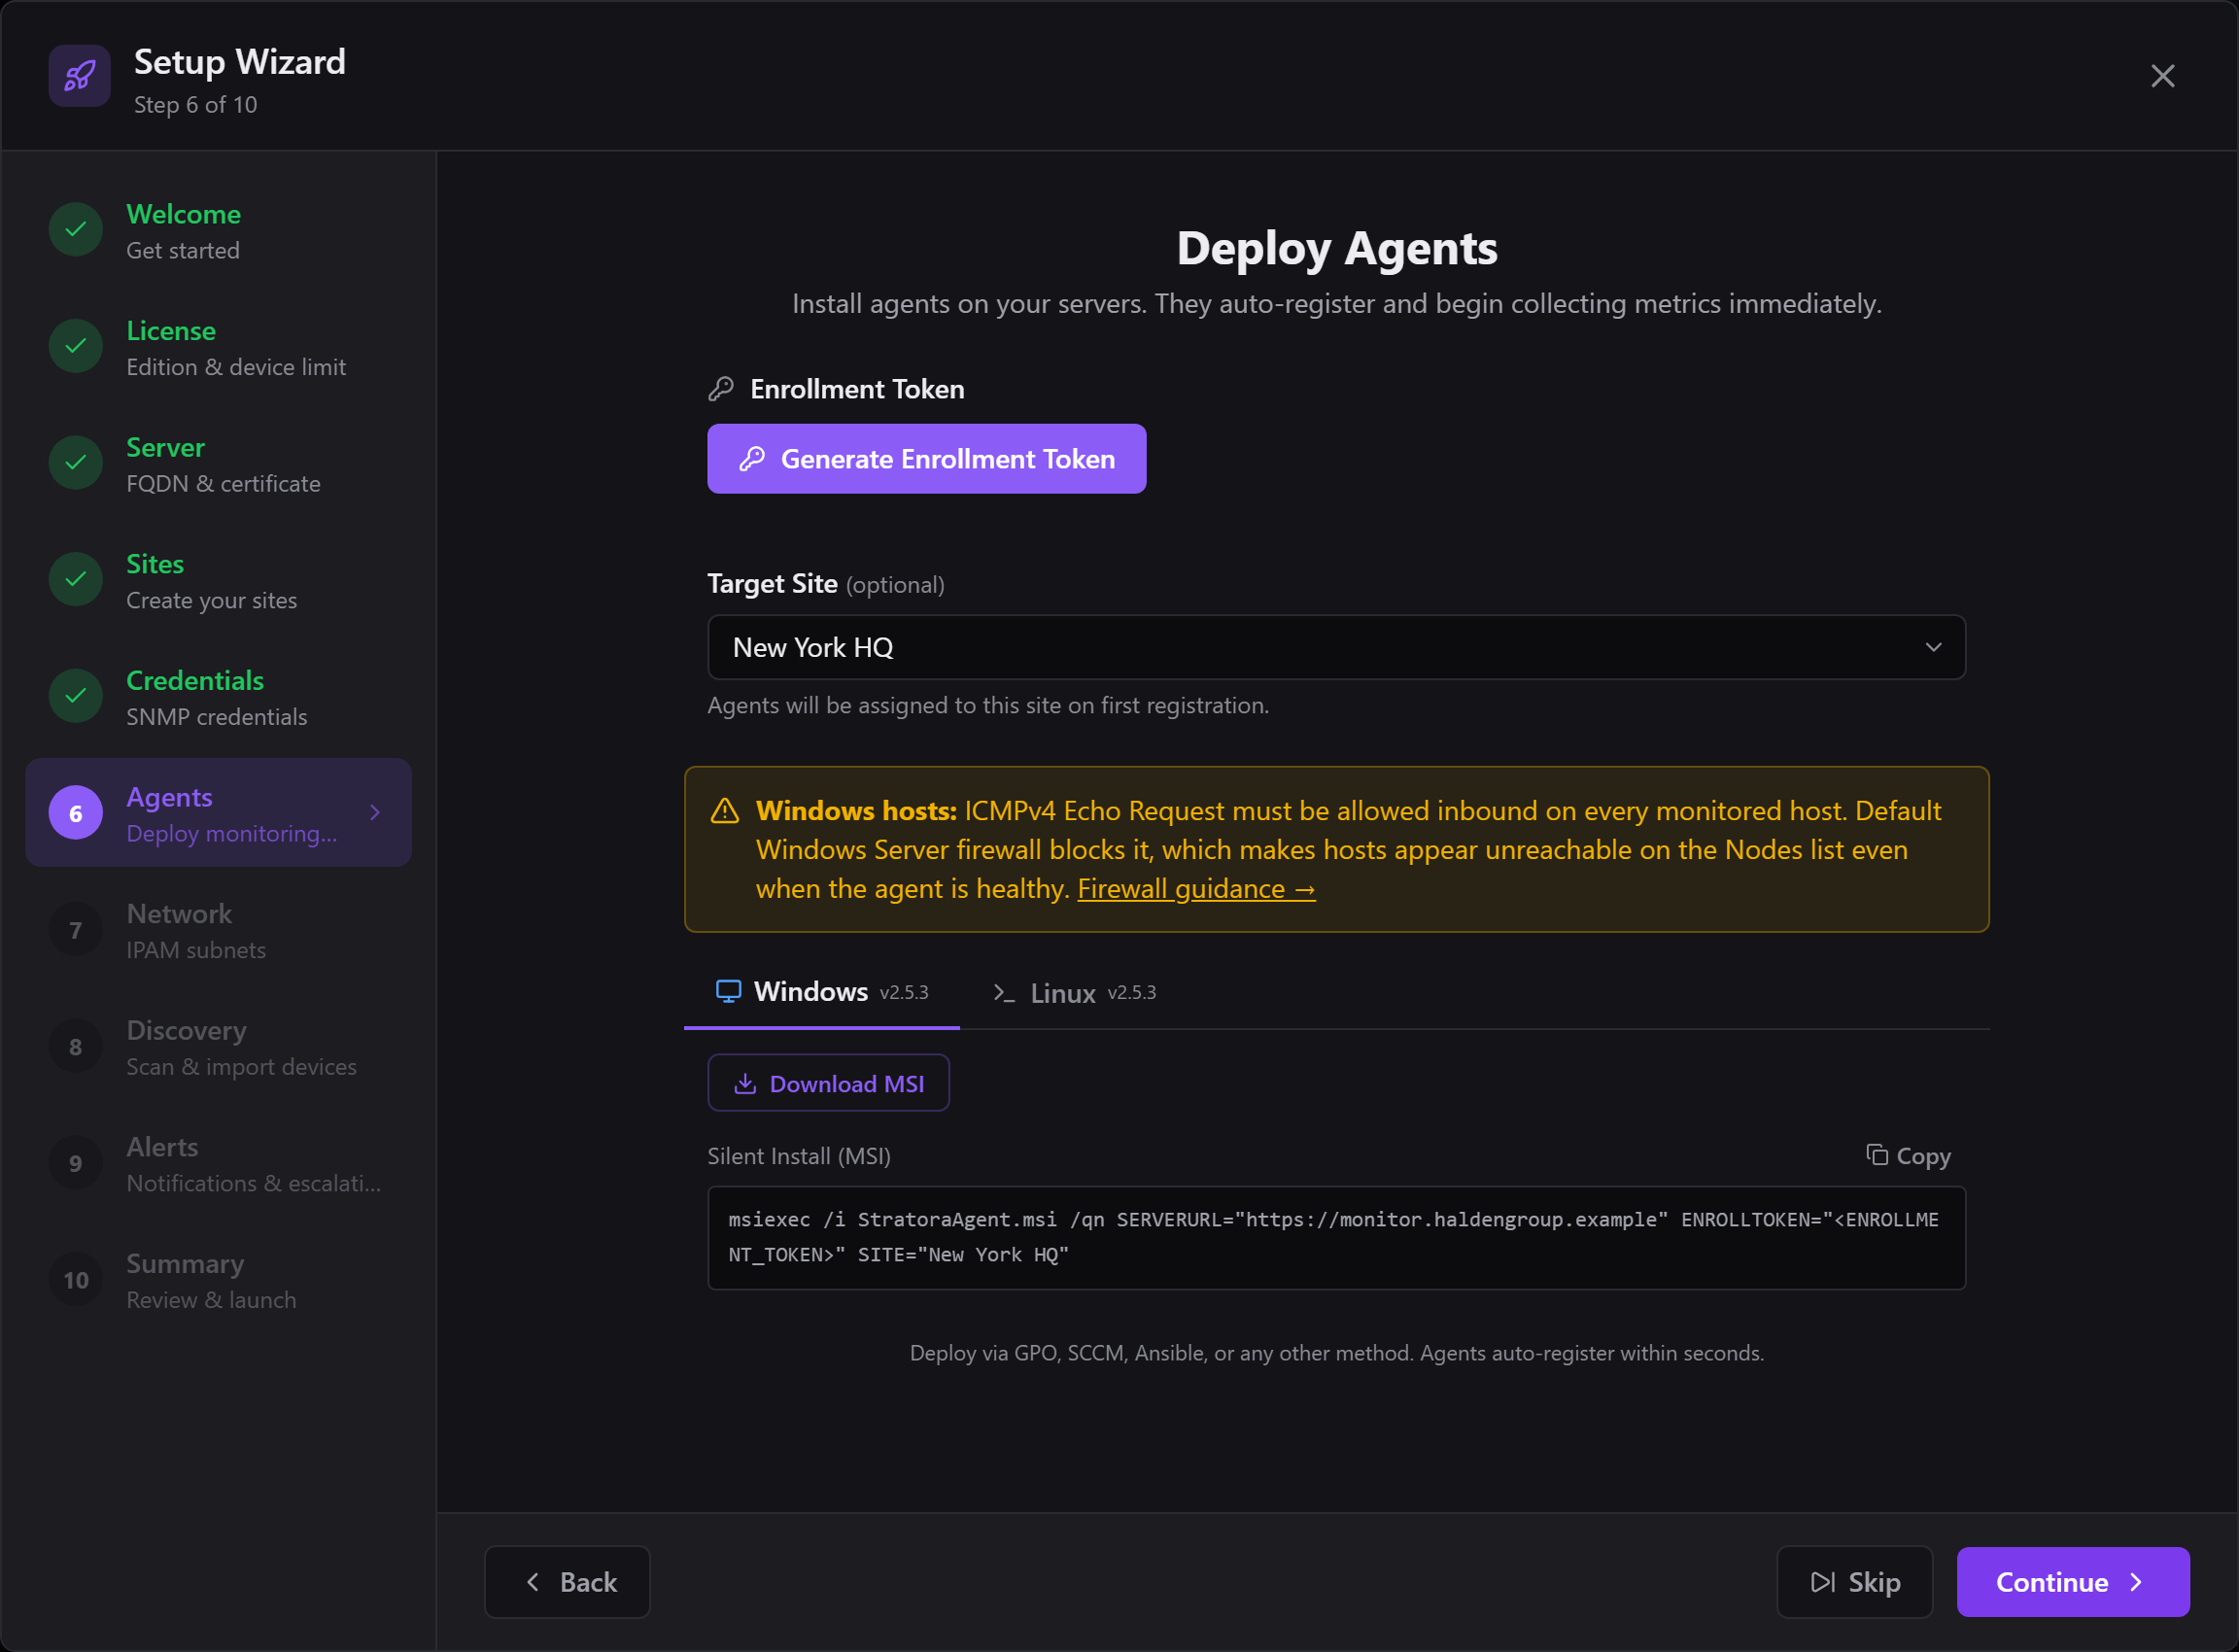 Setup Wizard
Step 6 of 10
Welcome
Get started
License
Edition & device limit
Server
FQDN & certificate
Sites
Create your sites
Credentials
SNMP credentials
6
Agents
Deploy monitoring...
7
Network
IPAM subnets
8
Discovery
Scan & import devices
9
Alerts
Notifications & escalati...
10
Summary
Review & launch
Deploy Agents
Install agents on your servers. They auto-register and begin collecting metrics immediately.
Enrollment Token
Generate Enrollment Token
Target Site (optional)
New York HQ
Agents will be assigned to this site on first registration.
Windows hosts: ICMPv4 Echo Request must be allowed inbound on every monitored host. Default
Windows Server firewall blocks it, which makes hosts appear unreachable on the Nodes list even
when the agent is healthy. Firewall guidance →
Windows v2.5.3
Linux v2.5.3
Download MSI
Silent Install (MSI)
Copy
msiexec /i StratoraAgent.msi /qn SERVERURL="https://monitor.haldengroup.example" ENROLLTOKEN="<ENROLLME
NT_TOKEN>" SITE="New York HQ"
Deploy via GPO, SCCM, Ansible, or any other method. Agents auto-register within seconds.
Back
Skip
Continue